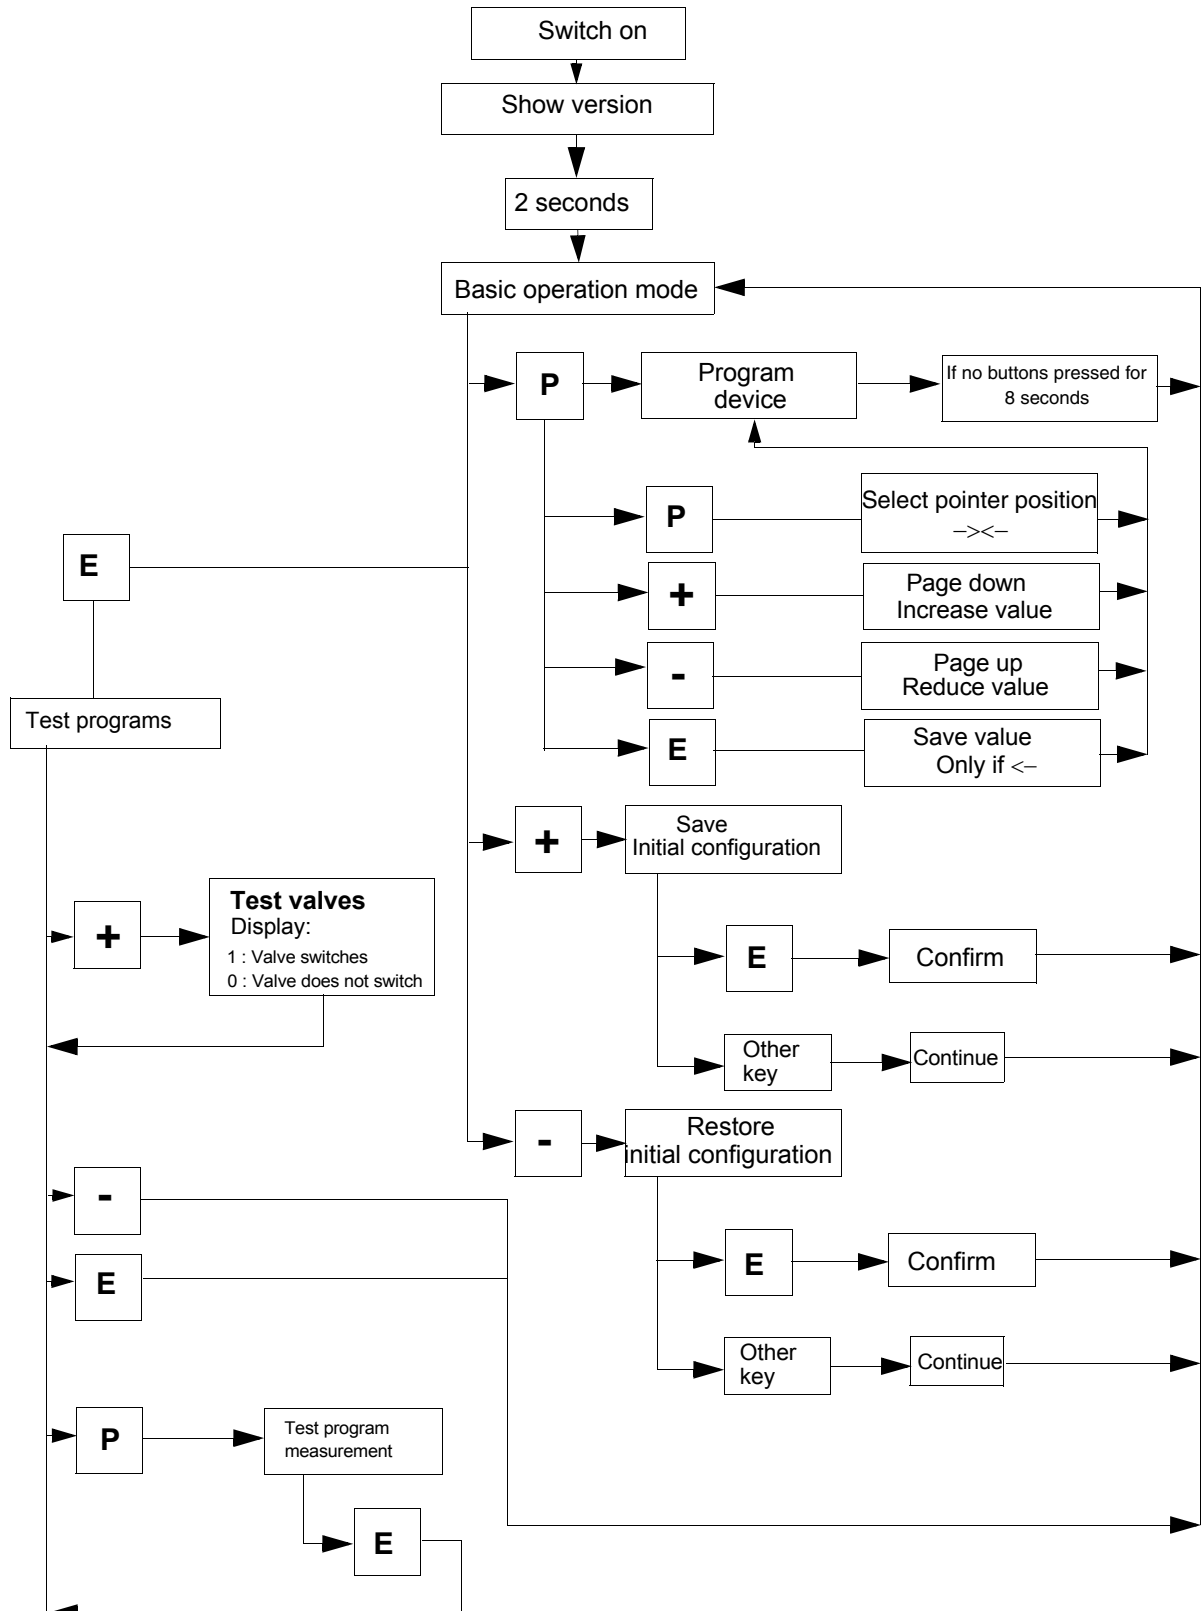 Switch on
Show version
2 seconds
Basic operation mode
P
Program
device
If no buttons pressed for
8 seconds
P
Select pointer position
–><–
E
+
Page down
Increase value
-
Page up
Reduce value
E
Save value
Only if <–
Test programs
+
Save
Initial configuration
+
Test valves
Display:
1 : Valve switches
0 : Valve does not switch
E
Confirm
Other
key
Continue
-
Restore
initial configuration
-
E
E
Confirm
Other
key
Continue
P
Test program
measurement
E